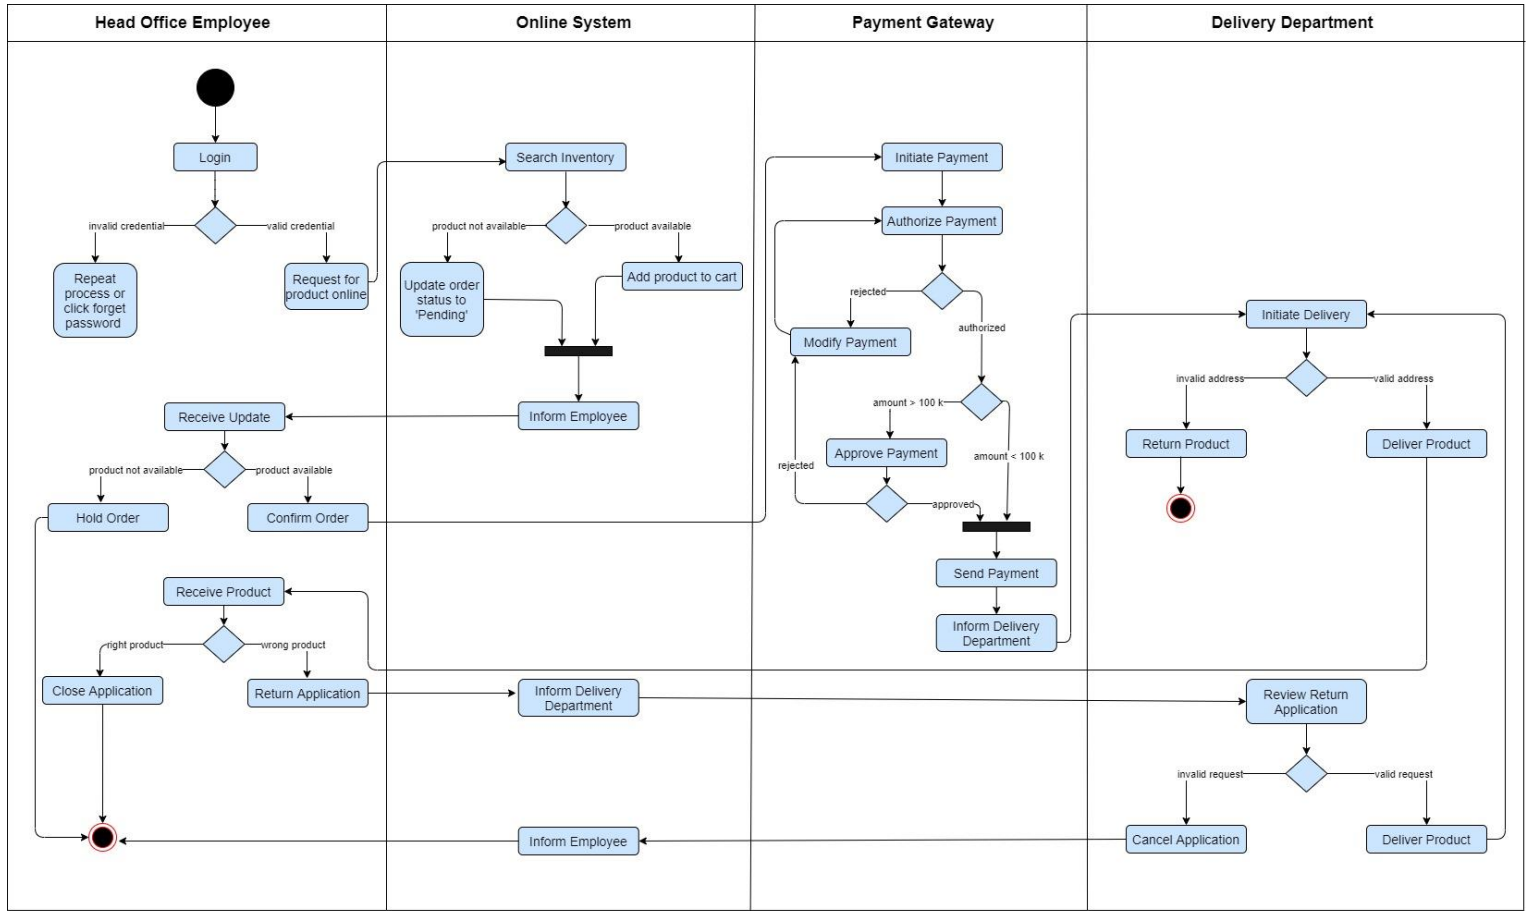 Head Office Employee
Online System
Payment Gateway
Delivery Department
Login
invalid credential
valid credential
Repeat
process or
click forget
password
Request for
product online
Receive Update
product not available
product available
Hold Order
Confirm Order
Receive Product
right product
wrong product
Close Application
Return Application
Search Inventory
product not available
product available
Update order
status to
'Pending'
Add product to cart
Inform Employee
Inform Delivery
Department
Inform Employee
Initiate Payment
Authorize Payment
rejected
authorized
Modify Payment
amount > 100 k
Approve Payment
amount < 100 k
rejected
approved
Send Payment
Inform Delivery
Department
Initiate Delivery
invalid address
valid address
Return Product
Deliver Product
Review Return
Application
invalid request
valid request
Cancel Application
Deliver Product